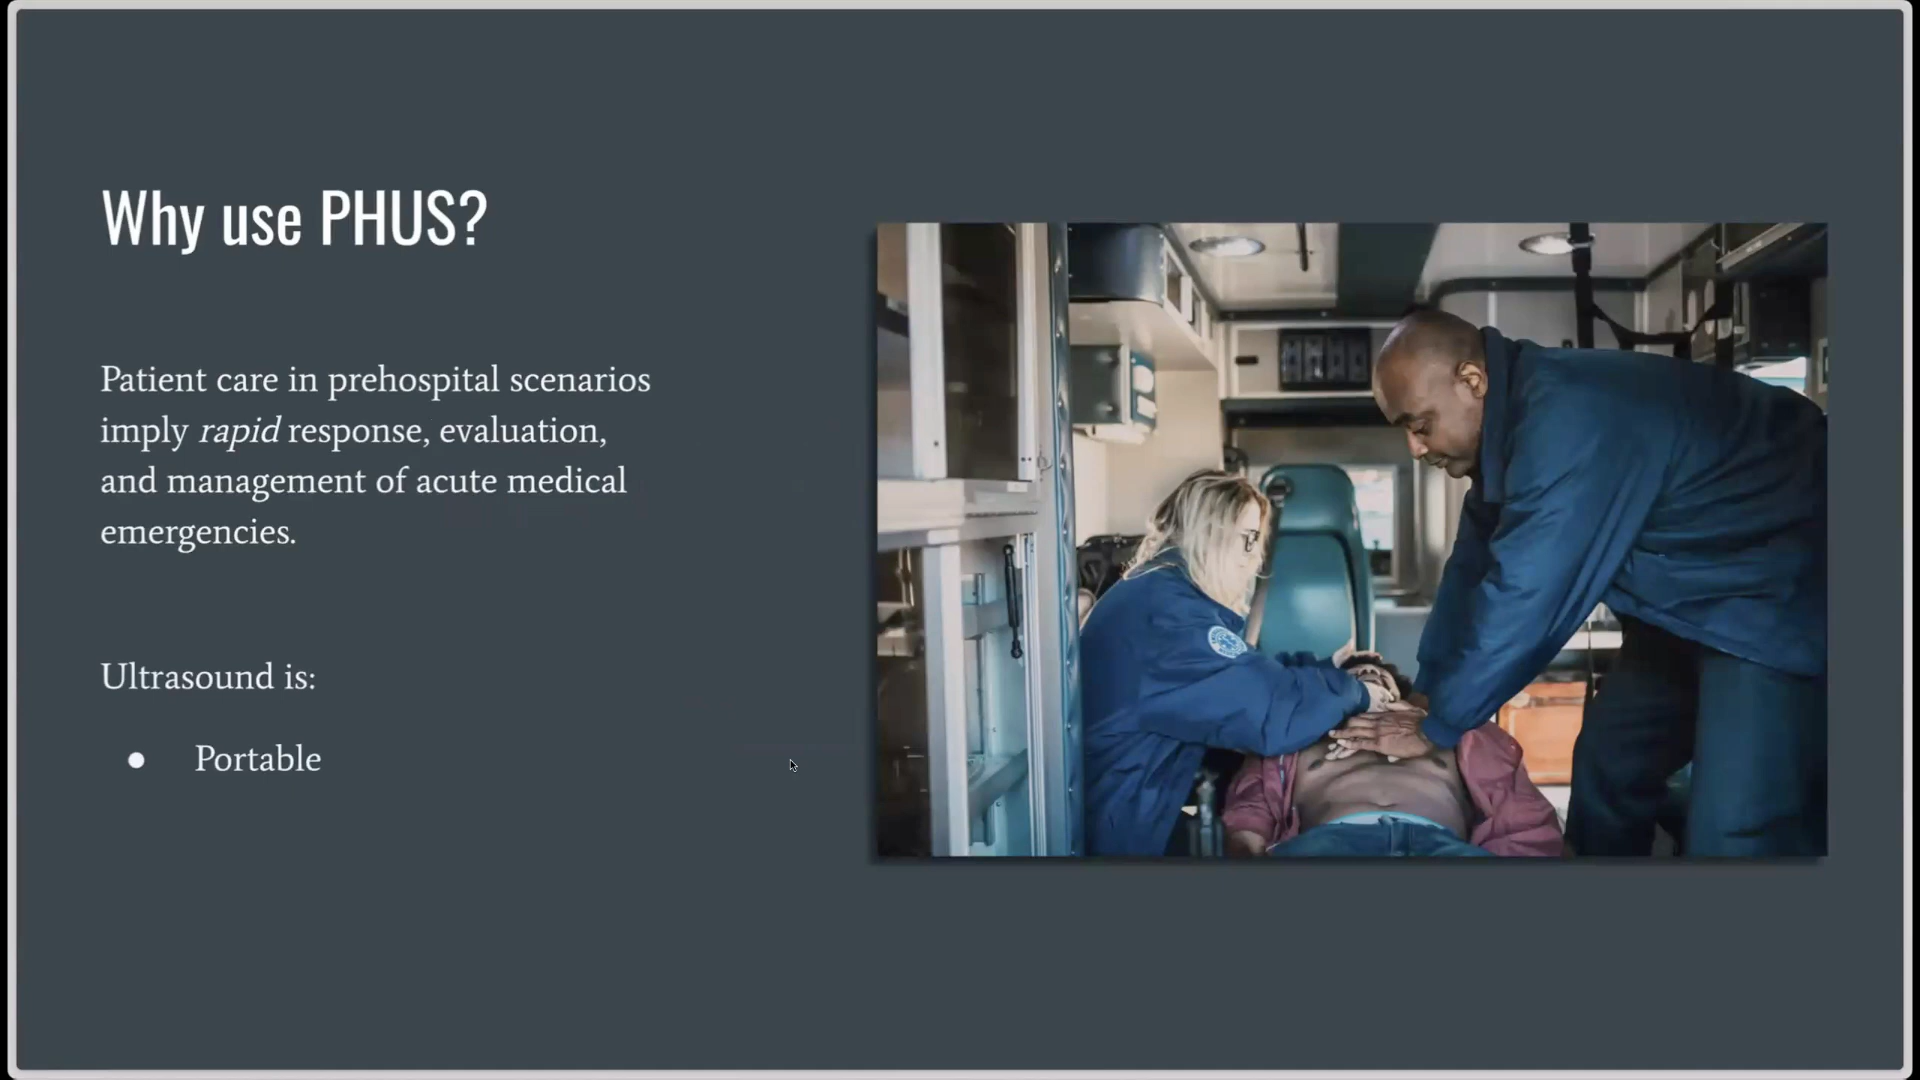 Why use PHUS?
Patient care in prehospital scenarios
imply rapid response, evaluation,
and management of acute medical
emergencies.
Ultrasound is:
● Portable